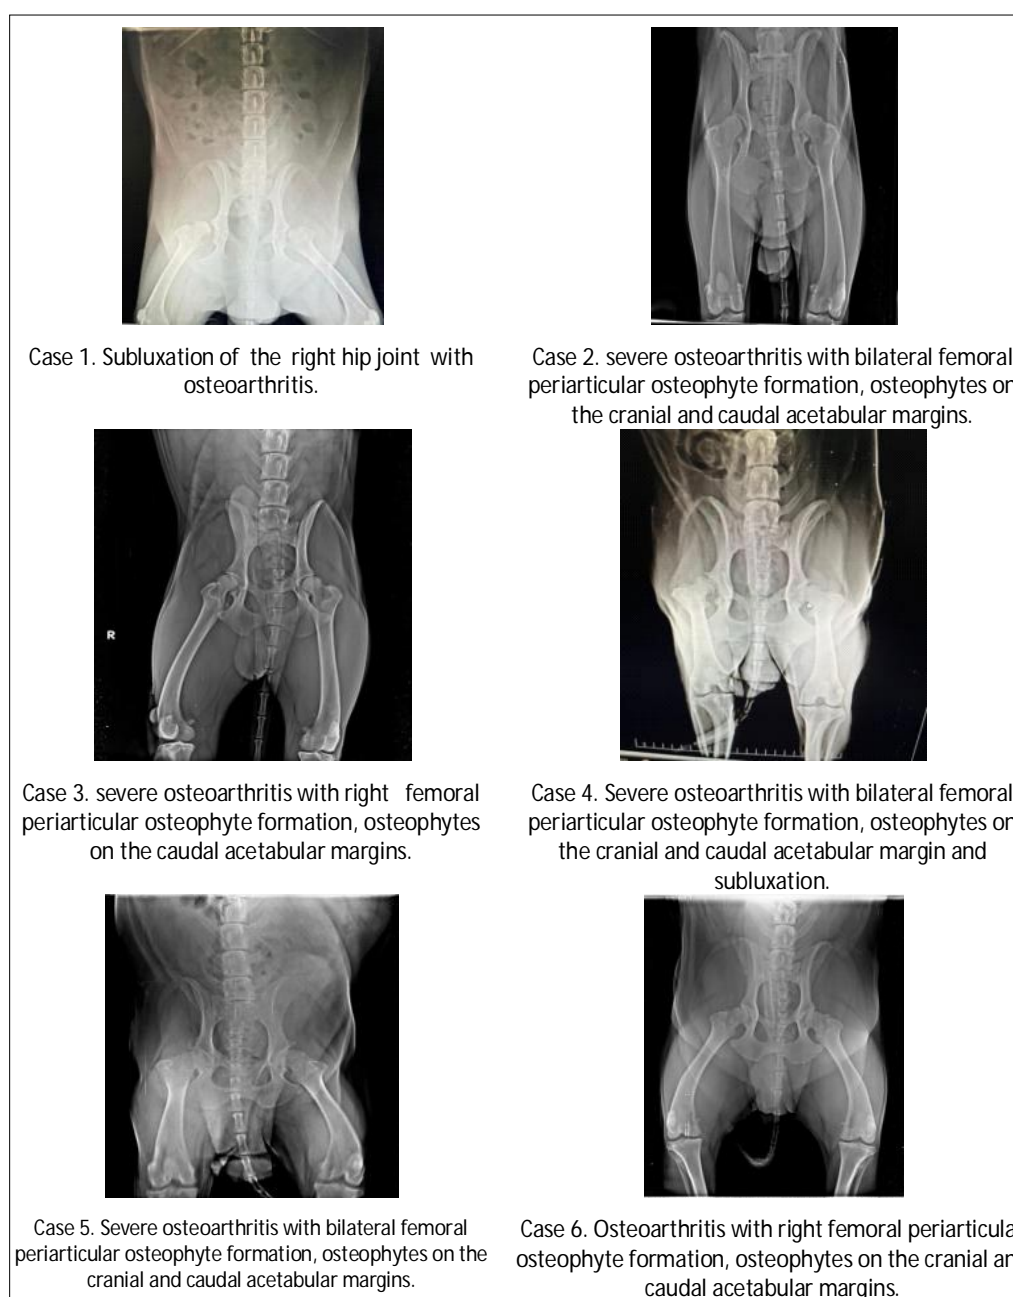 Case 1. Subluxation of the right hip joint with
osteoarthritis.
Case 2. severe osteoarthritis with bilateral femoral
periarticular osteophyte formation, osteophytes on
the cranial and caudal acetabular margins.
R
Case 3. severe osteoarthritis with right femoral
periarticular osteophyte formation, osteophytes
on the caudal acetabular margins.
Case 4. Severe osteoarthritis with bilateral femoral
periarticular osteophyte formation, osteophytes on
the cranial and caudal acetabular margin and
subluxation.
Case 5. Severe osteoarthritis with bilateral femoral
periarticular osteophyte formation, osteophytes on the
cranial and caudal acetabular margins.
Case 6. Osteoarthritis with right femoral periarticula
osteophyte formation, osteophytes on the cranial an
caudal acetabular margins.